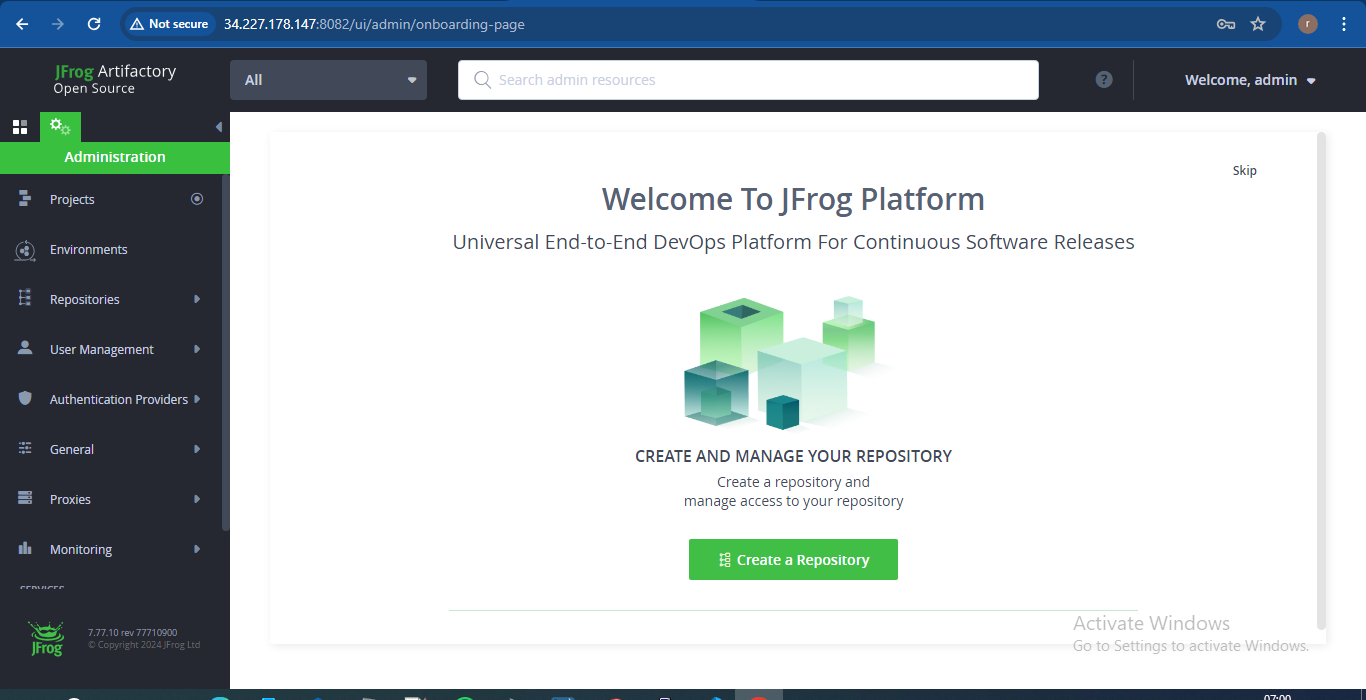 Not secure
34.227.178.147:8082/ui/admin/onboarding-page
r
JFrog Artifactory
Open Source
All
Search admin resources
?
Welcome, admin
Administration
Projects
Environments
Repositories
User Management
Authentication Providers
General
Proxies
Monitoring
SERVICES
JFrog
7.77.10 rev 77710900
© Copyright 2024 JFrog Ltd
Skip
Welcome To JFrog Platform
Universal End-to-End DevOps Platform For Continuous Software Releases
CREATE AND MANAGE YOUR REPOSITORY
Create a repository and
manage access to your repository
Create a Repository
Activate Windows
Go to Settings to activate Windows.
07:00